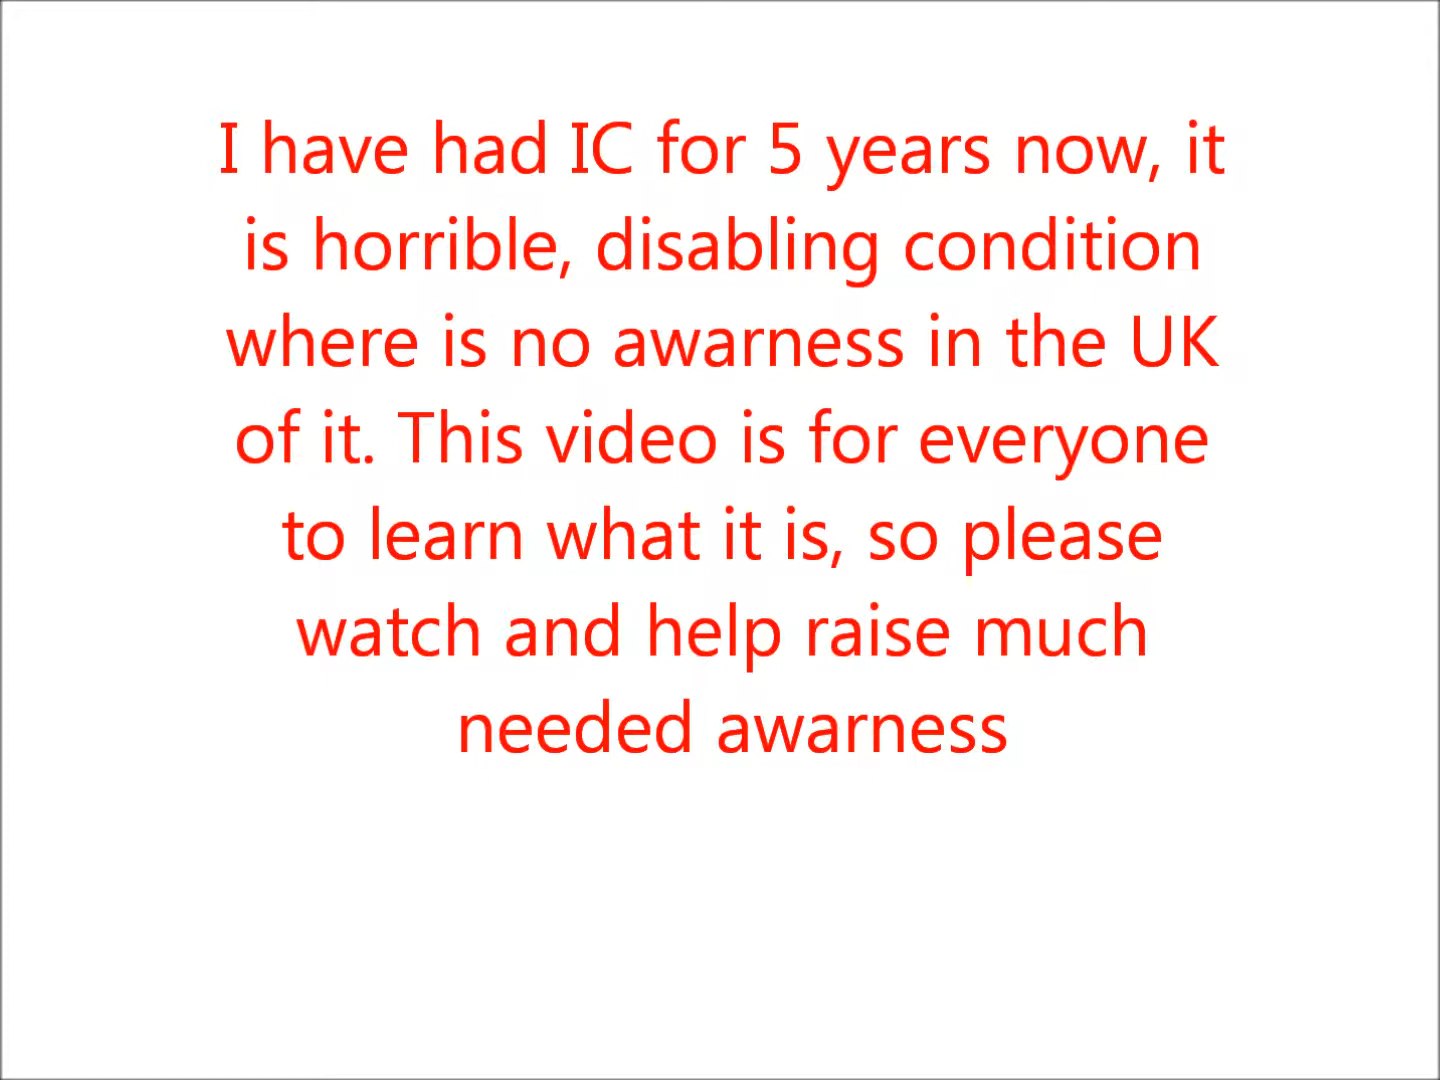 I have had IC for 5 years now, it
is horrible, disabling condition
where is no awarness in the UK
of it. This video is for everyone
to learn what it is, so please
watch and help raise much
needed awarness